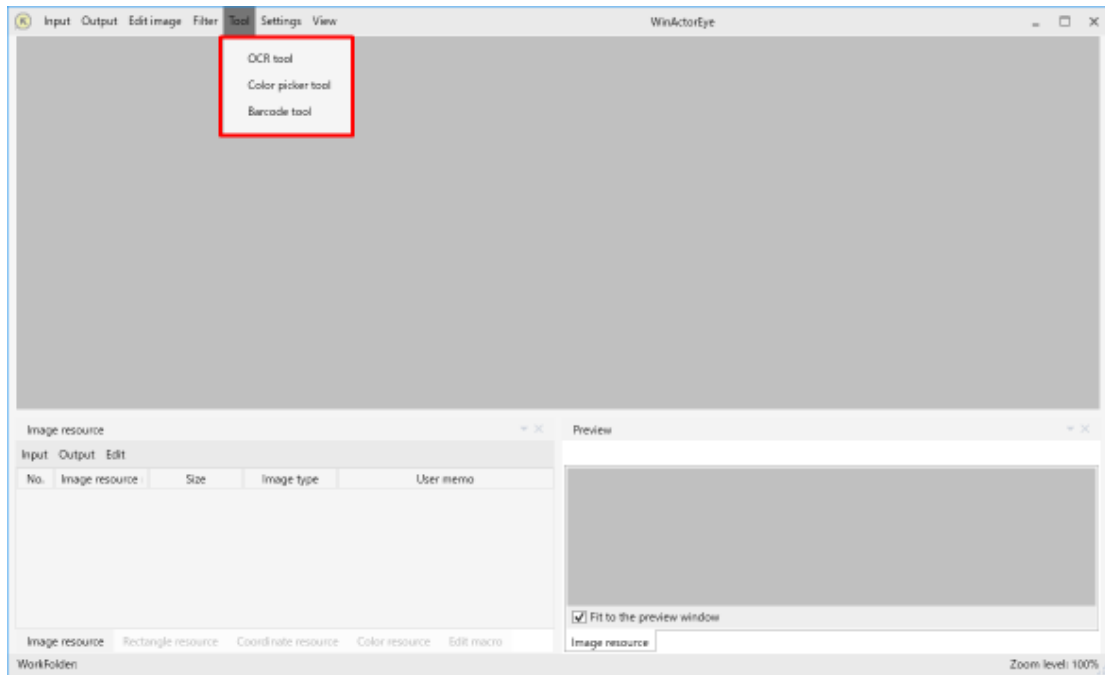 K Input Output Edit image Filter Tool Settings View WinActorEye
OCR tool
Color picker tool
Barcode tool
Image resource
Input Output Edit
No. Image resource Size Image type User memo
Image resource Rectangle resource Coordinate resource Color resource Edit macro
Preview
Fit to the preview window
Image resource
WorkFolder: Zoom level: 100%